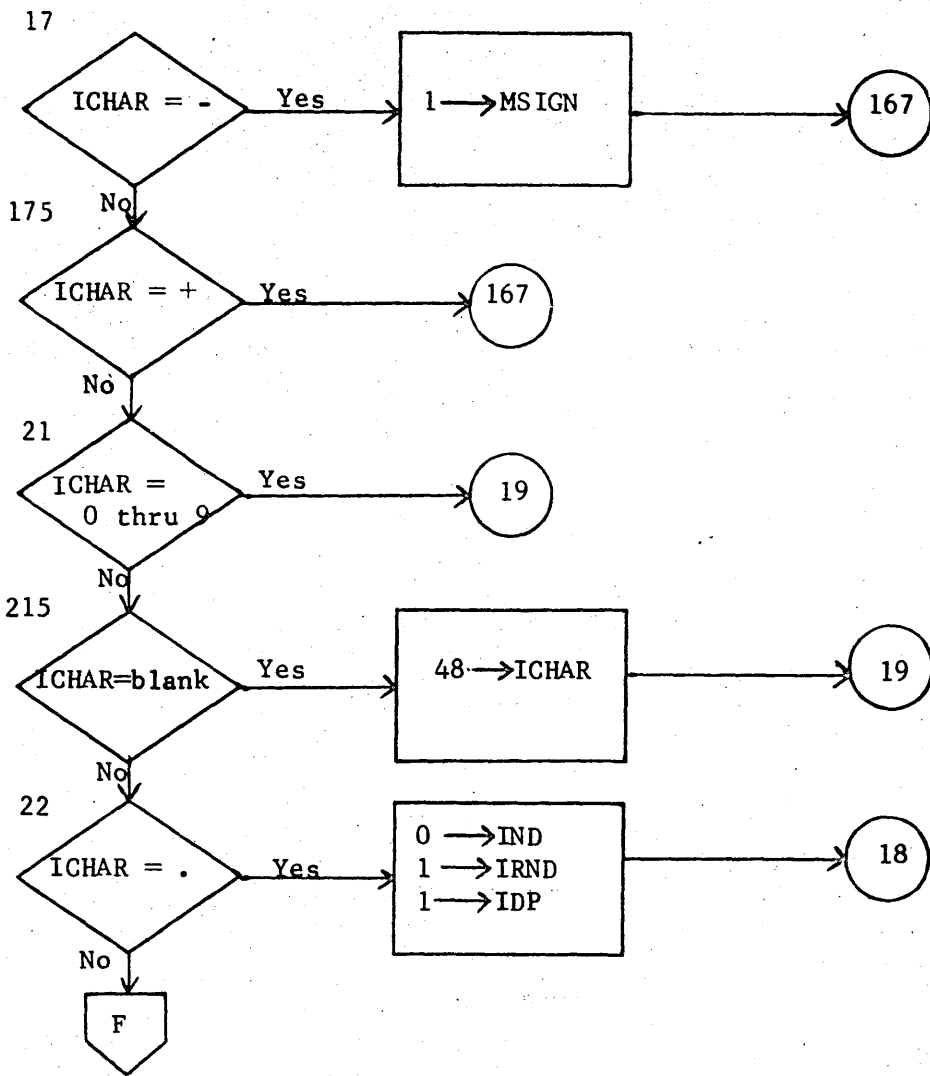 17
ICHAR = -
Yes
1 → MSIGN
167
No
175
ICHAR = +
Yes
167
No
21
ICHAR =
0 thru 9
Yes
19
No
215
ICHAR=blank
Yes
48 → ICHAR
19
No
22
ICHAR = .
Yes
0 → IND
1 → IRND
1 → IDP
18
No
F